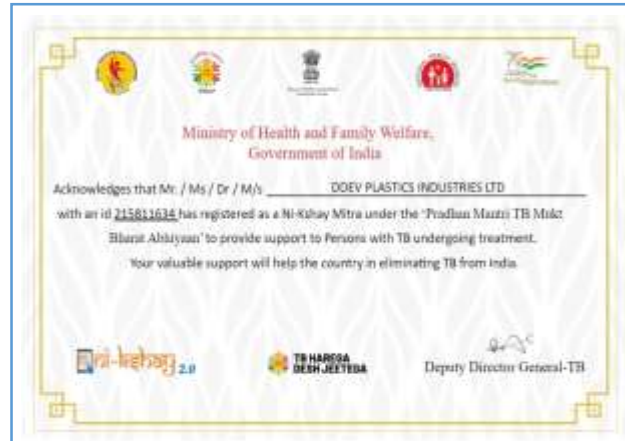 Ministry of Health and Family Welfare,
Government of India
Acknowledges that Mr. / Ms / Dr / M/s DDEV PLASTICS INDUSTRIES LTD
with an id 215811634 has registered as a Ni-Kshay Mitra under the "Pradhan Mantri TB Mukt
Bharat Abhiyaan" to provide support to Persons with TB undergoing treatment.
Your valuable support will help the country in eliminating TB from India.
ni-kshay 2.0
TB HAREGA
DESH JEETEGA
Deputy Director General-TB